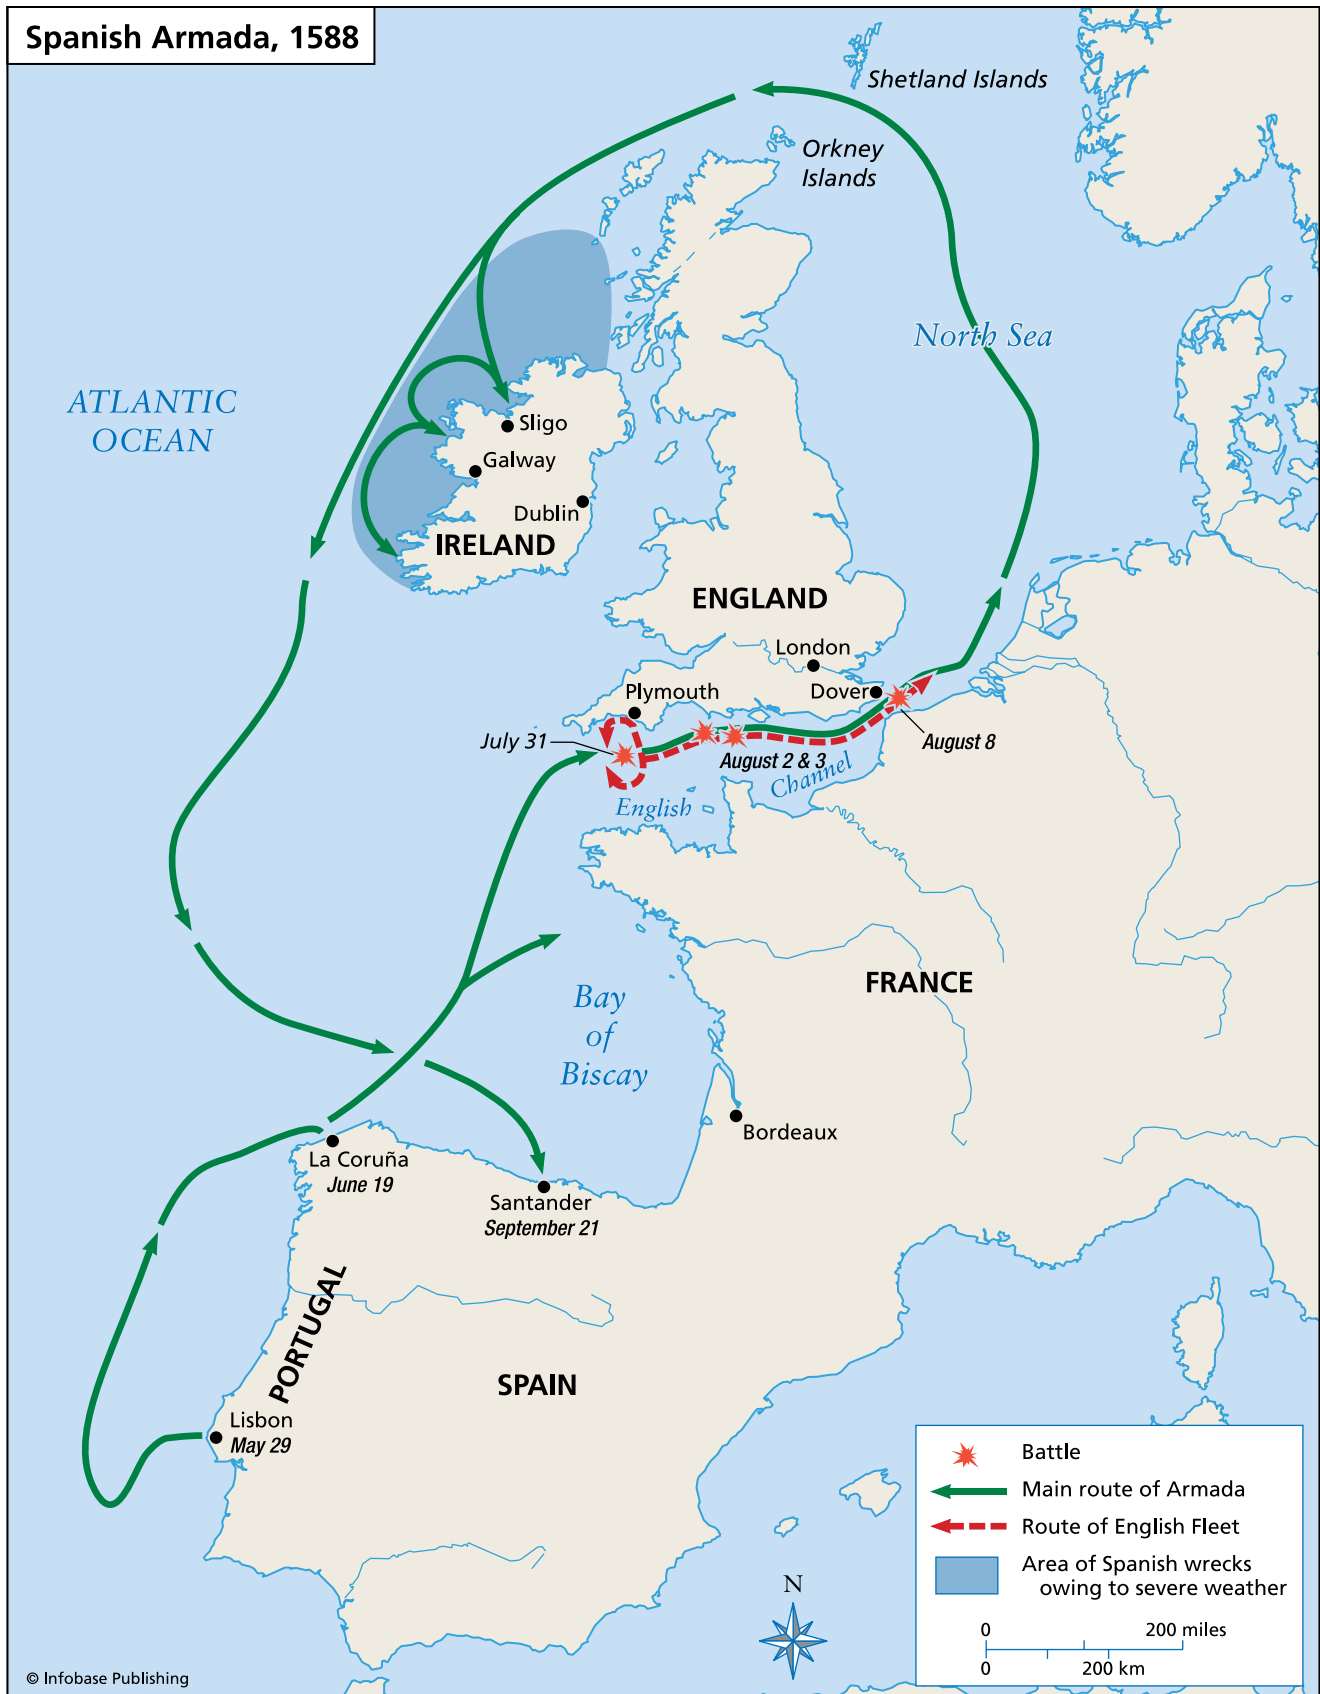 Spanish Armada, 1588
Shetland Islands
Orkney
Islands
North Sea
ATLANTIC
OCEAN
Sligo
Galway
Dublin
IRELAND
ENGLAND
London
Plymouth
Dover
July 31
August 8
August 2 & 3
English
Channel
FRANCE
Bay
of
Biscay
Bordeaux
La Coruña
June 19
Santander
September 21
PORTUGAL
SPAIN
Lisbon
May 29
Battle
Main route of Armada
Route of English Fleet
Area of Spanish wrecks
owing to severe weather
N
0 200 miles
0 200 km
© Infobase Publishing